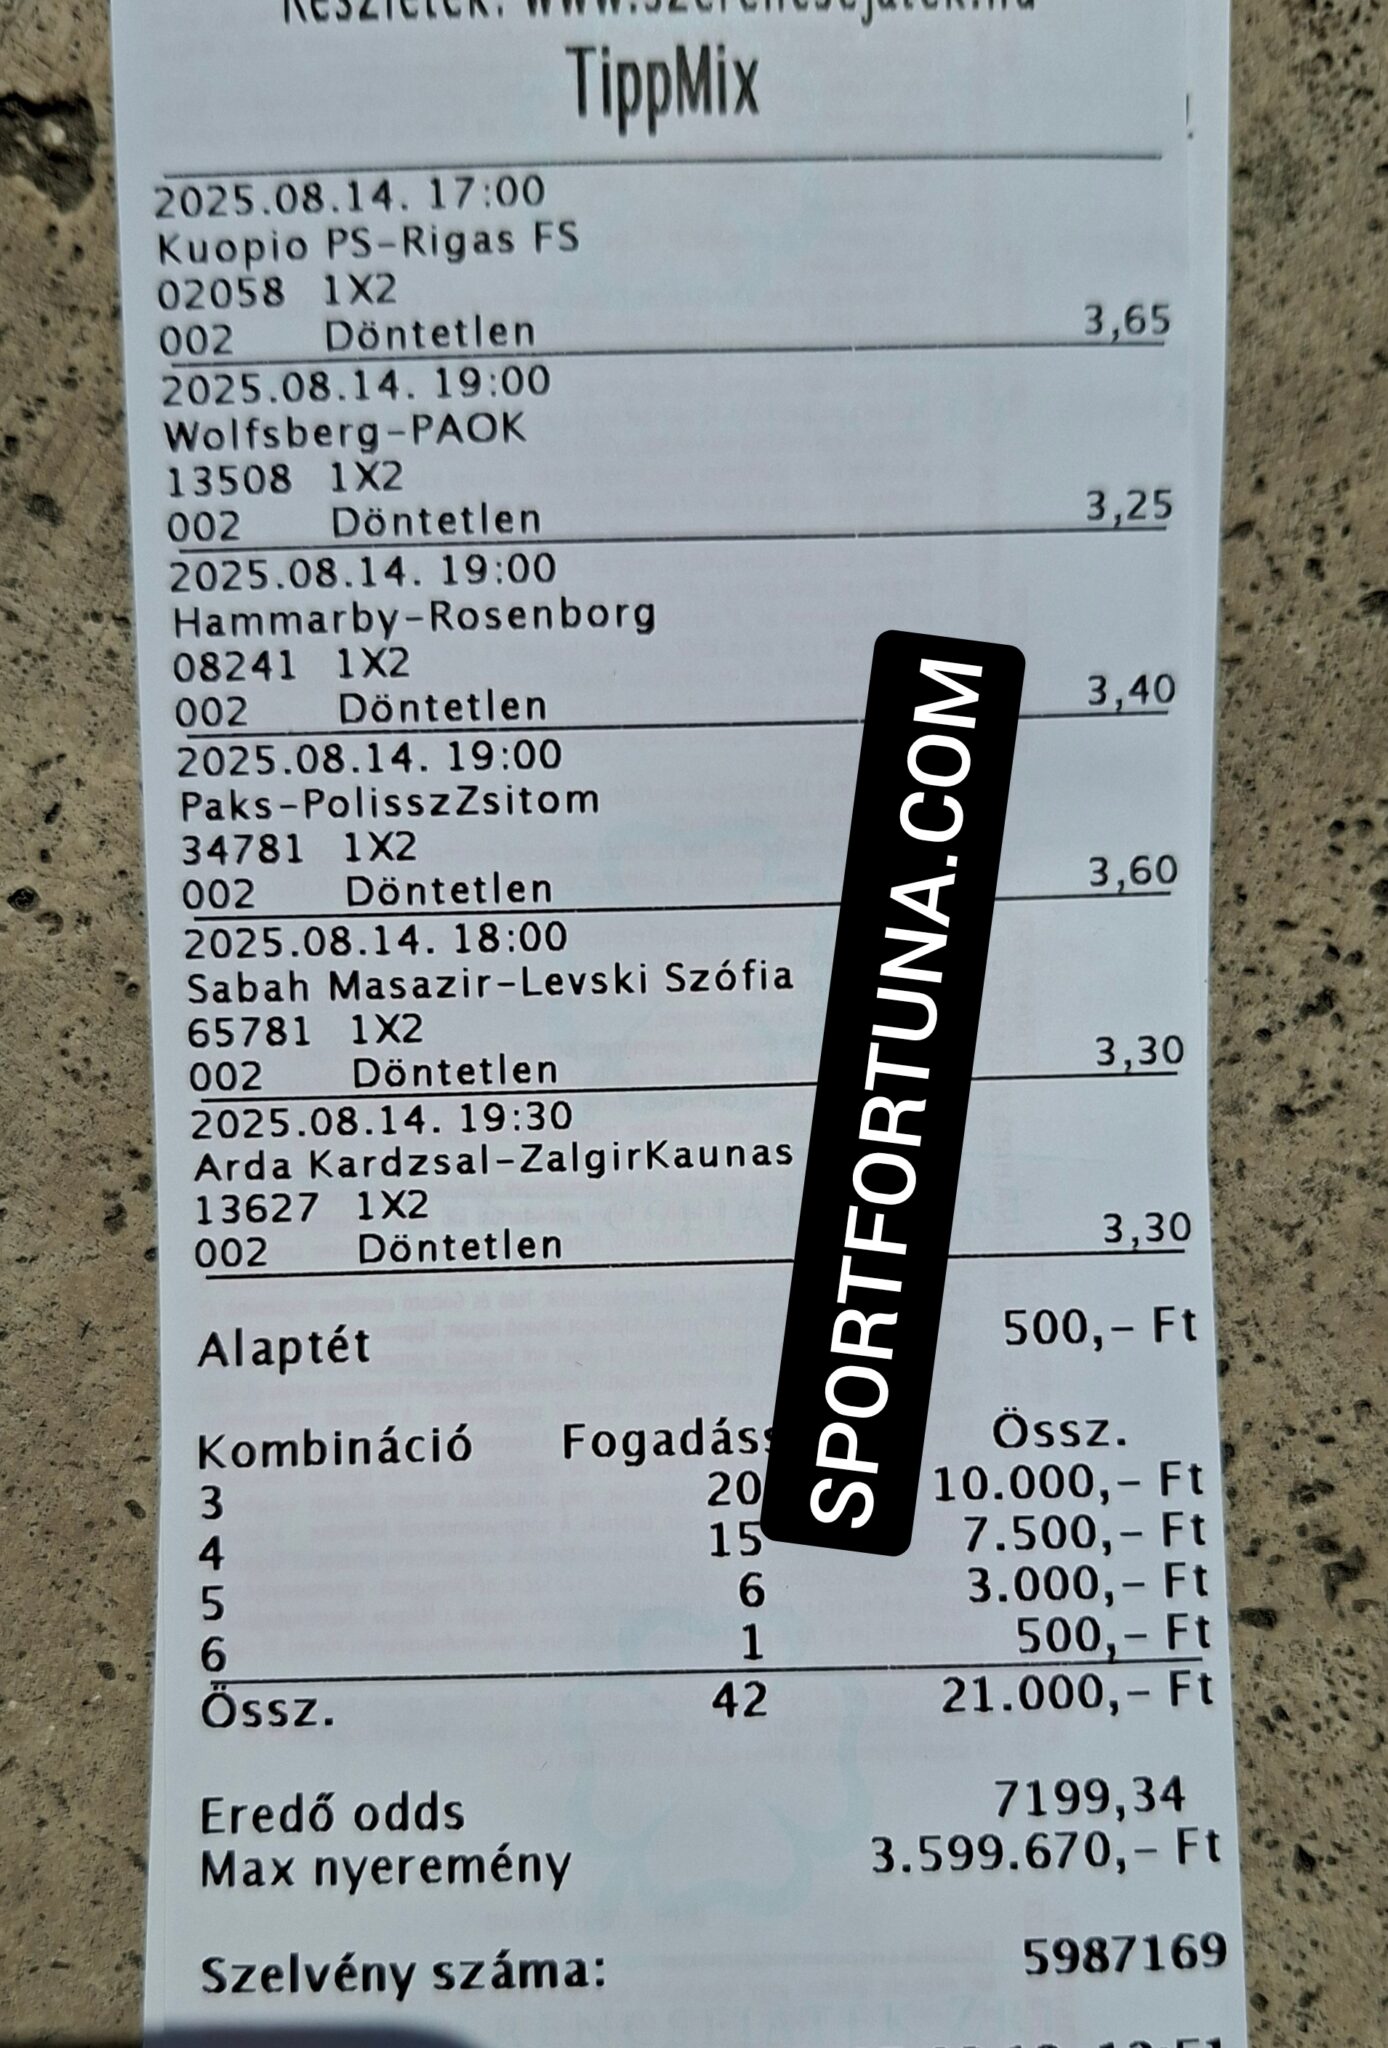 Részletek: www.szerencsejatek.hu
TippMix
2025.08.14. 17:00
Kuopio PS-Rigas FS
02058 1X2
002 Döntetlen 3,65
2025.08.14. 19:00
Wolfsberg-PAOK
13508 1X2
002 Döntetlen 3,25
2025.08.14. 19:00
Hammarby-Rosenborg
08241 1X2
002 Döntetlen 3,40
2025.08.14. 19:00
Paks-PolisszZsitom
34781 1X2
002 Döntetlen 3,60
2025.08.14. 18:00
Sabah Masazir-Levski Szófia
65781 1X2
002 Döntetlen 3,30
2025.08.14. 19:30
Arda Kardzsal-ZalgirKaunas
13627 1X2
002 Döntetlen 3,30
SPORTFORTUNA.COM
Alaptét 500,- Ft
Kombináció Fogadás Össz.
3 20 10.000,- Ft
4 15 7.500,- Ft
5 6 3.000,- Ft
6 1 500,- Ft
Össz. 42 21.000,- Ft
Eredő odds 7199,34
Max nyeremény 3.599.670,- Ft
Szelvény száma: 5987169